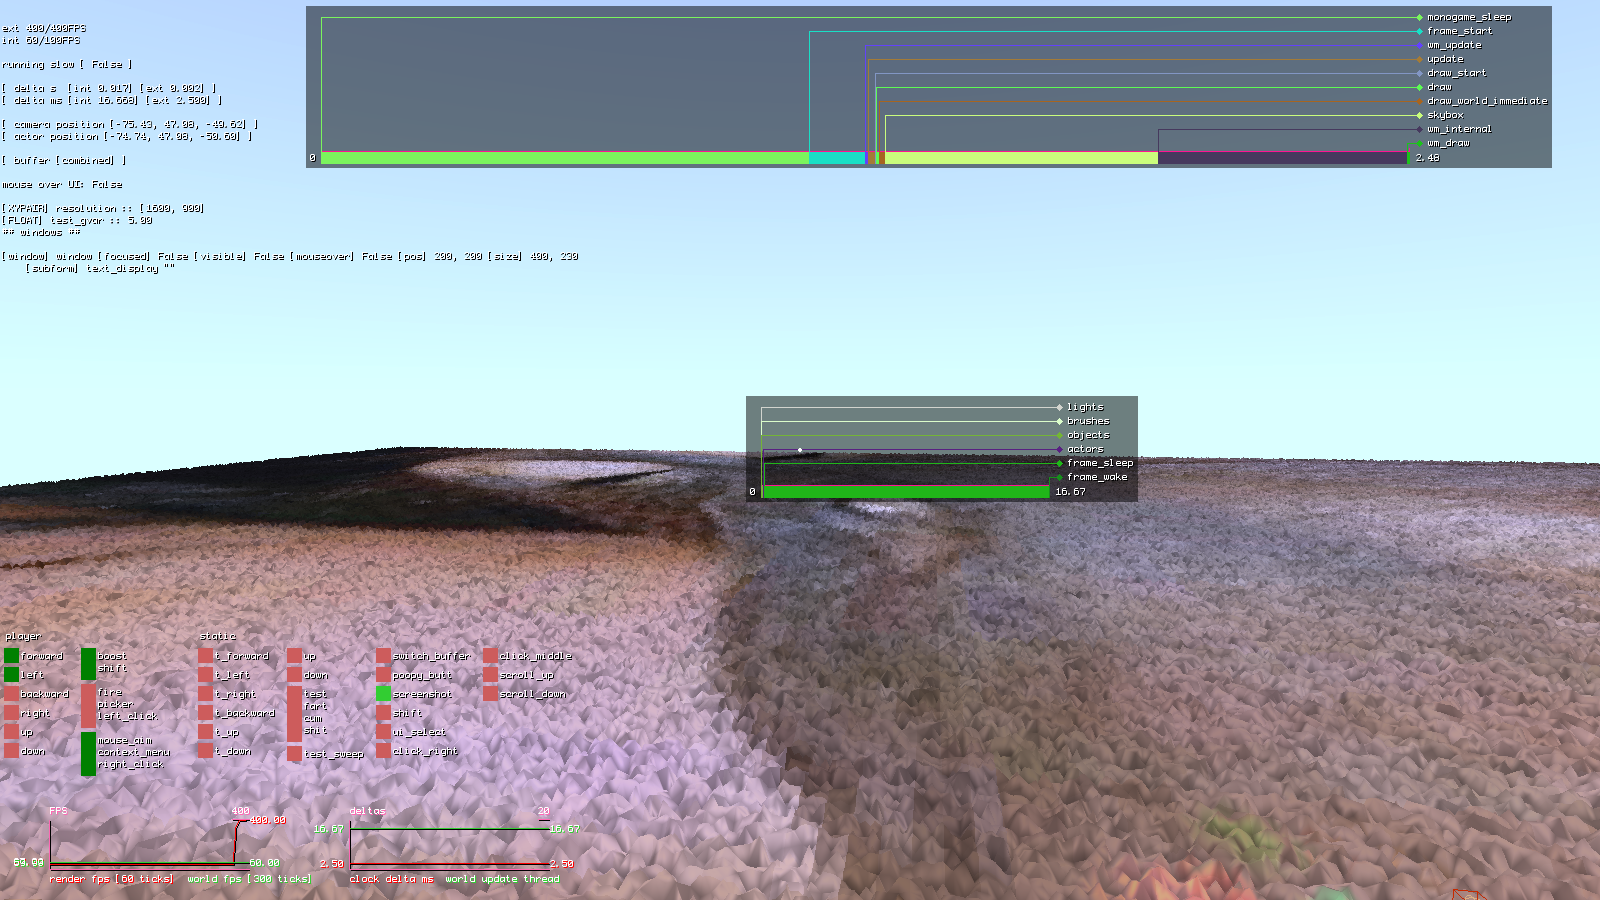 ext 400/400FPS
int 60/100FPS
running slow [ False ]
[ delta s  [int 0.017] [ext 0.002] ]
[ delta ms [int 16.668] [ext 2.500] ]
[ camera position [-75.43, 47.08, -49.62] ]
[ actor position [-74.74, 47.08, -50.60] ]
[ buffer [combined] ]
mouse over UI: False
[XYPAIR] resolution :: [1600, 900]
[FLOAT] test_gvar :: 5.00
## windows ##
[window] window [focused] False [visible] False [mouseover] False [pos] 200, 200 [size] 400, 230
[subform] text_display ""
monogame_sleep
frame_start
wm_update
update
draw_start
draw
draw_world_immediate
skybox
wm_internal
wm_draw
0 2.48
lights
brushes
objects
actors
frame_sleep
frame_wake
0 16.67
player
forward
left
backward
right
up
down
boost
shift
fire
picker
left_click
mouse_aim
context_menu
right_click
static
t_forward
t_left
t_right
t_backward
t_up
t_down
up
down
test
fart
cum
shit
test_sweep
switch_buffer
poopy_butt
screenshot
shift
ui_select
click_right
click_middle
scroll_up
scroll_down
FPS 400
400.00
60.00
render fps [60 ticks] world fps [300 ticks]
deltas 20
16.67 16.67
2.50 2.50
clock delta ms world update thread